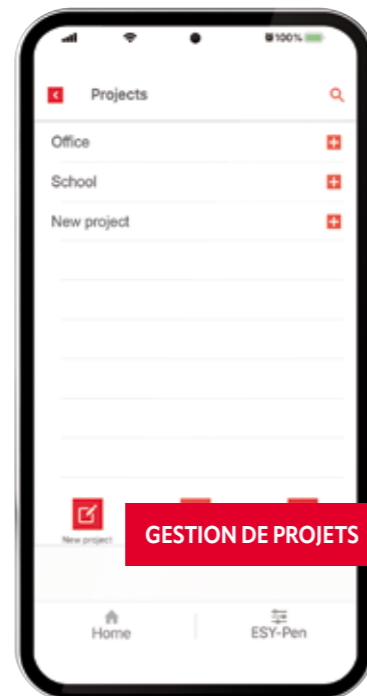 100%
Projects
Office
School
New project
New project
GESTION DE PROJETS
Home
ESY-Pen